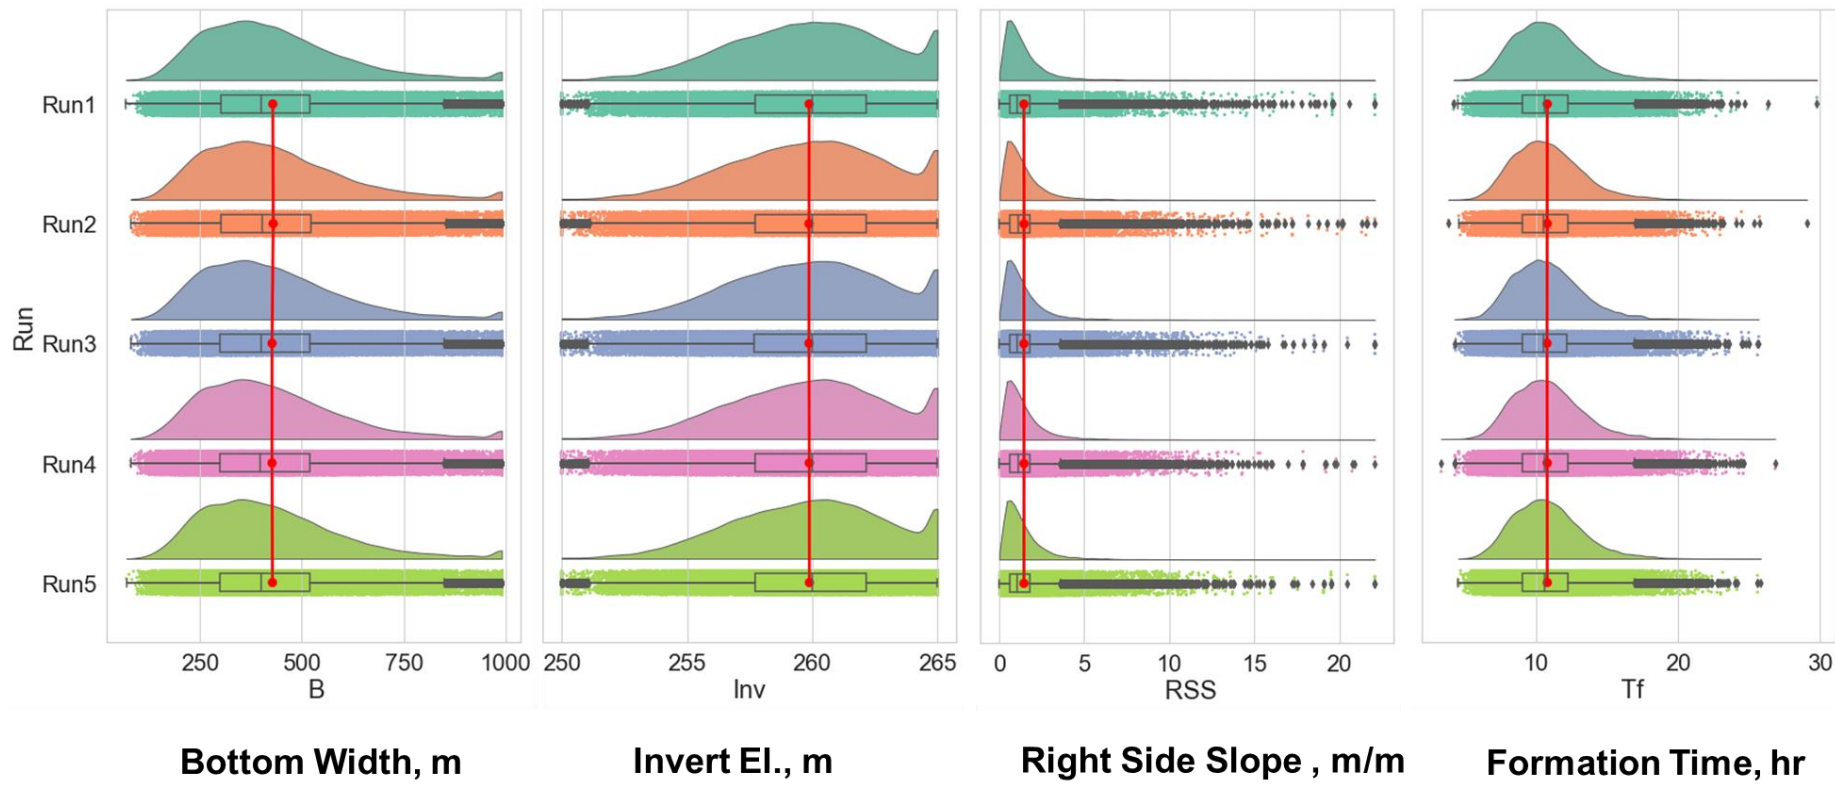 Run
Run1
Run2
Run3
Run4
Run5
250 500 750 1000
B
250 255 260 265
Inv
0 5 10 15 20
RSS
10 20 30
Tf
Bottom Width, m
Invert El., m
Right Side Slope , m/m
Formation Time, hr